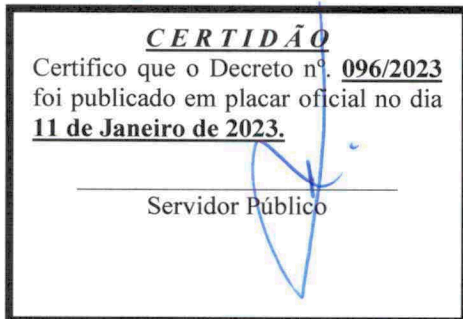 CERTIDÃO
Certifico que o Decreto nº. 096/2023
foi publicado em placar oficial no dia
11 de Janeiro de 2023.
Servidor Público